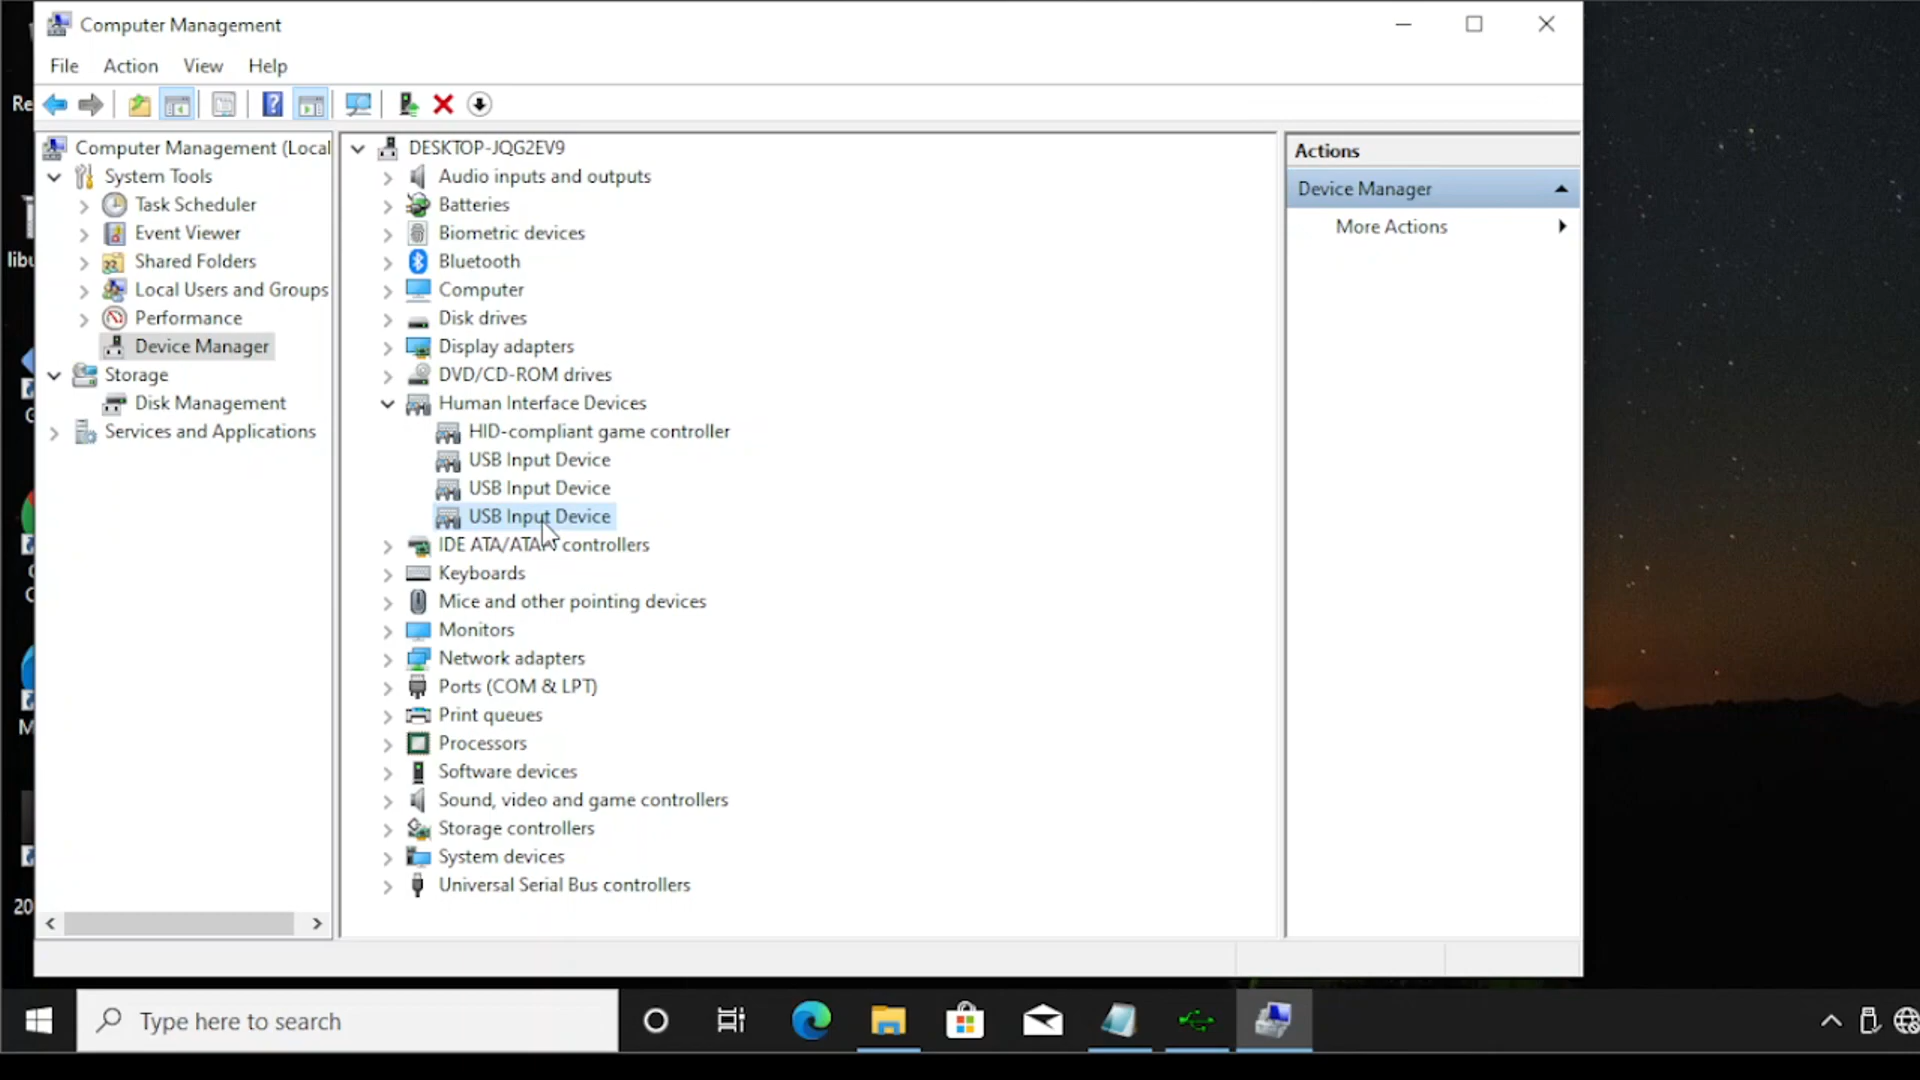 Computer Management
File Action View Help
Re
Computer Management (Local
System Tools
Task Scheduler
Event Viewer
Shared Folders
Local Users and Groups
Performance
Device Manager
Storage
Disk Management
Services and Applications
DESKTOP-JQG2EV9
Audio inputs and outputs
Batteries
Biometric devices
Bluetooth
Computer
Disk drives
Display adapters
DVD/CD-ROM drives
Human Interface Devices
HID-compliant game controller
USB Input Device
USB Input Device
USB Input Device
IDE ATA/ATAPI controllers
Keyboards
Mice and other pointing devices
Monitors
Network adapters
Ports (COM & LPT)
Print queues
Processors
Software devices
Sound, video and game controllers
Storage controllers
System devices
Universal Serial Bus controllers
Actions
Device Manager
More Actions
libu
G
C
M
20
Type here to search